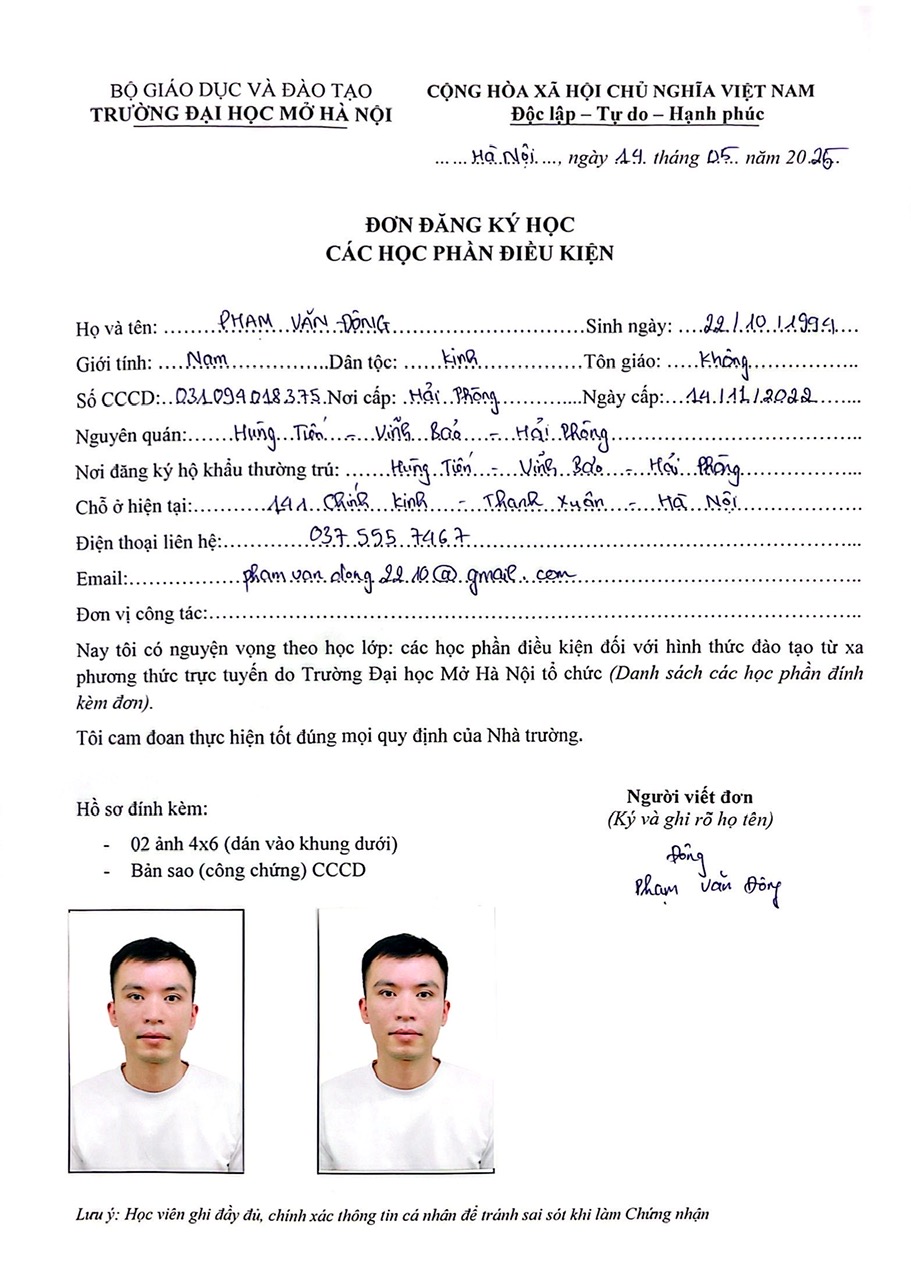 BỘ GIÁO DỤC VÀ ĐÀO TẠO
TRƯỜNG ĐẠI HỌC MỞ HÀ NỘI
CỘNG HÒA XÃ HỘI CHỦ NGHĨA VIỆT NAM
Độc lập – Tự do – Hạnh phúc
......Hà Nội...., ngày 14 tháng 05 năm 2025
ĐƠN ĐĂNG KÝ HỌC
CÁC HỌC PHẦN ĐIỀU KIỆN
Họ và tên: PHẠM VĂN ĐÔNG Sinh ngày: 22/10/1994
Giới tính: Nam Dân tộc: Kinh Tôn giáo: Không
Số CCCD: 031094018375 Nơi cấp: Hải Phòng Ngày cấp: 14/11/2022
Nguyên quán: Hùng Tiến - Vĩnh Bảo - Hải Phòng
Nơi đăng ký hộ khẩu thường trú: Hùng Tiến - Vĩnh Bảo - Hải Phòng
Chỗ ở hiện tại: 141 Chính Kinh - Thanh Xuân - Hà Nội
Điện thoại liên hệ: 037 555 7467
Email: phamvandong2210@gmail.com
Đơn vị công tác:
Nay tôi có nguyện vọng theo học lớp: các học phần điều kiện đối với hình thức đào tạo từ xa
phương thức trực tuyến do Trường Đại học Mở Hà Nội tổ chức (Danh sách các học phần đính
kèm đơn).
Tôi cam đoan thực hiện tốt đúng mọi quy định của Nhà trường.
Người viết đơn
(Ký và ghi rõ họ tên)
Đông
Phạm Văn Đông
Hồ sơ đính kèm:
- 02 ảnh 4x6 (dán vào khung dưới)
- Bản sao (công chứng) CCCD
Lưu ý: Học viên ghi đầy đủ, chính xác thông tin cá nhân để tránh sai sót khi làm Chứng nhận